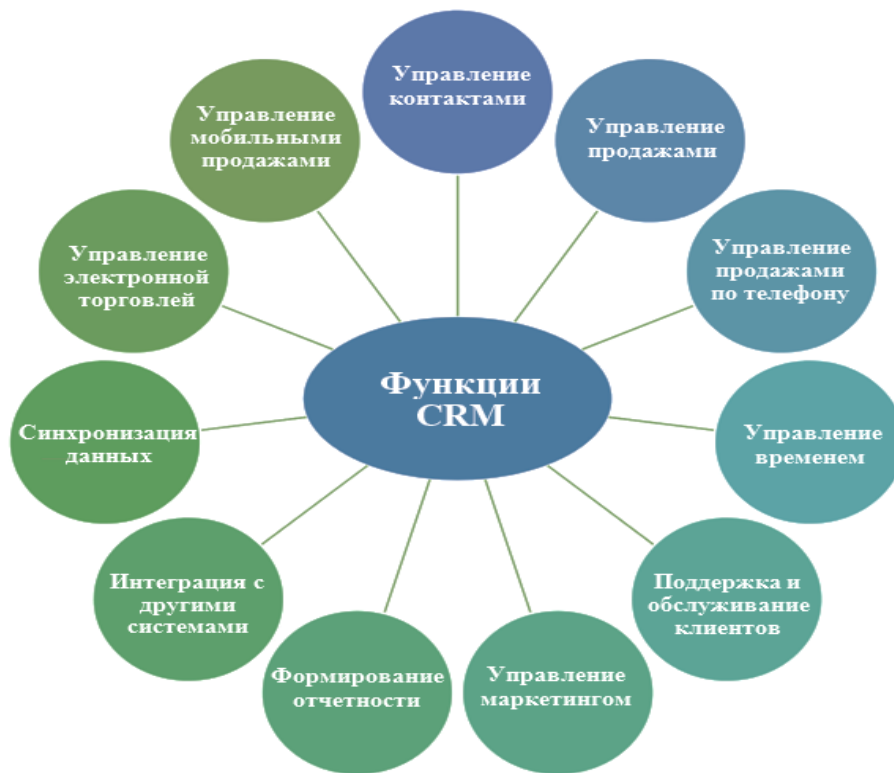 Управление
контактами
Управление
продажами
Управление
продажами
по телефону
Управление
временем
Поддержка и
обслуживание
клиентов
Управление
маркетингом
Формирование
отчетности
Интеграция с
другими
системами
Синхронизация
данных
Управление
электронной
торговлей
Управление
мобильными
продажами
Функции
CRM